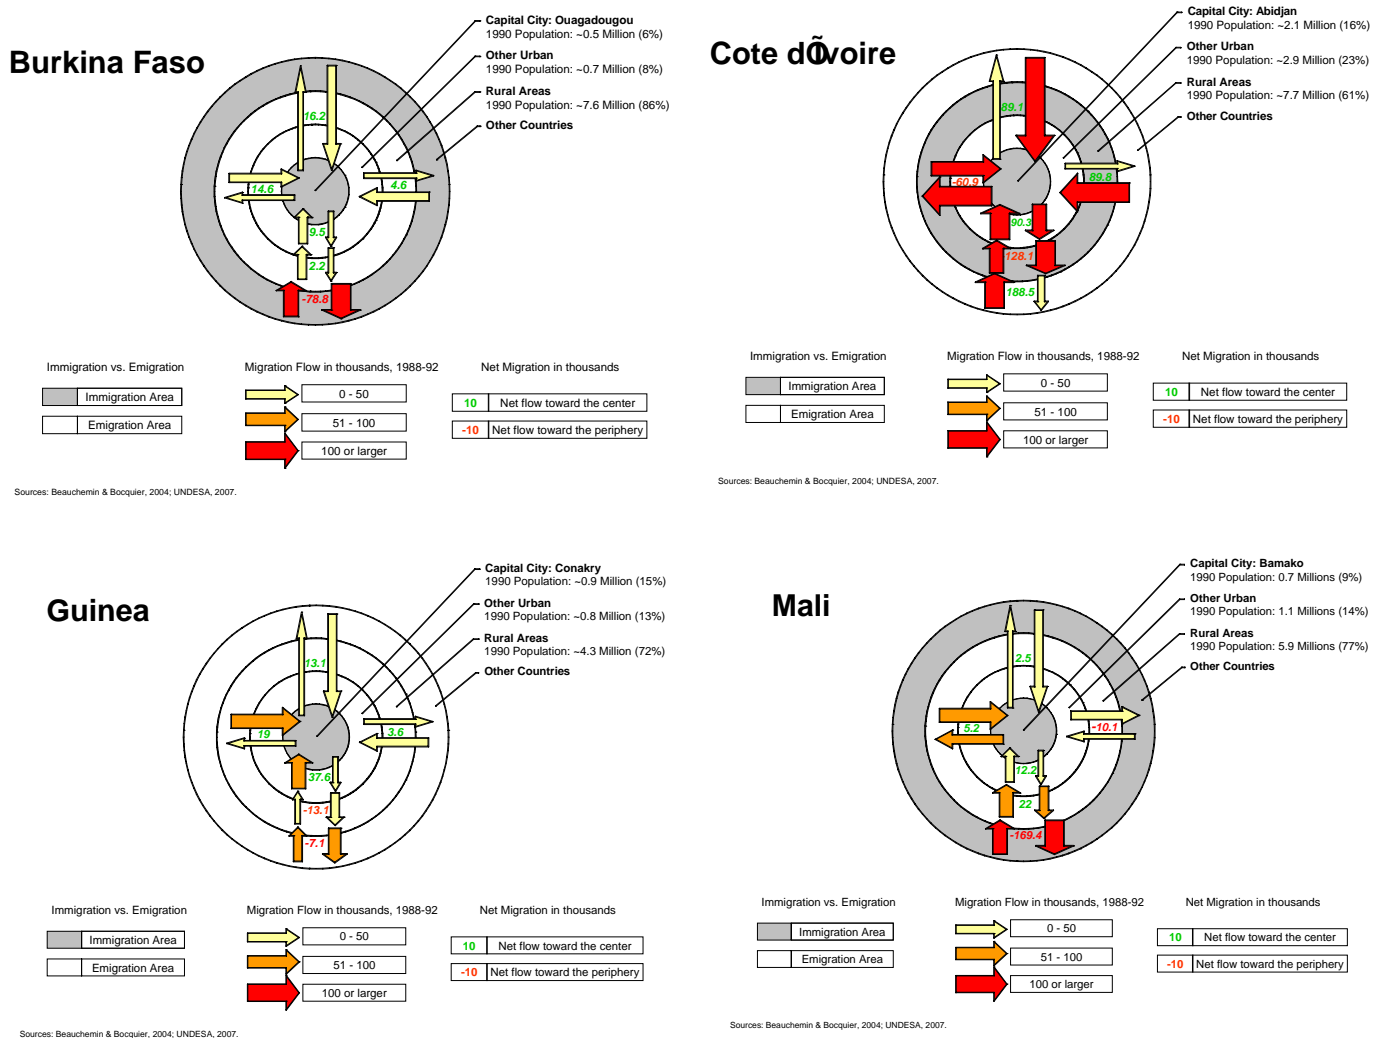 Burkina Faso
Capital City: Ouagadougou
1990 Population: ~0.5 Million (6%)
Other Urban
1990 Population: ~0.7 Million (8%)
Rural Areas
1990 Population: ~7.6 Million (86%)
Other Countries
16.2
14.6
4.6
9.5
2.2
-78.8
Immigration vs. Emigration
Immigration Area
Emigration Area
Migration Flow in thousands, 1988-92
0 - 50
51 - 100
100 or larger
Net Migration in thousands
10 Net flow toward the center
-10 Net flow toward the periphery
Sources: Beauchemin & Bocquier, 2004; UNDESA, 2007.
Cote dÕIvoire
Capital City: Abidjan
1990 Population: ~2.1 Million (16%)
Other Urban
1990 Population: ~2.9 Million (23%)
Rural Areas
1990 Population: ~7.7 Million (61%)
Other Countries
89.1
-60.9
89.8
90.3
128.1
188.5
Immigration vs. Emigration
Immigration Area
Emigration Area
Migration Flow in thousands, 1988-92
0 - 50
51 - 100
100 or larger
Net Migration in thousands
10 Net flow toward the center
-10 Net flow toward the periphery
Sources: Beauchemin & Bocquier, 2004; UNDESA, 2007.
Guinea
Capital City: Conakry
1990 Population: ~0.9 Million (15%)
Other Urban
1990 Population: ~0.8 Million (13%)
Rural Areas
1990 Population: ~4.3 Million (72%)
Other Countries
13.1
19
3.6
37.6
-13.1
-7.1
Immigration vs. Emigration
Immigration Area
Emigration Area
Migration Flow in thousands, 1988-92
0 - 50
51 - 100
100 or larger
Net Migration in thousands
10 Net flow toward the center
-10 Net flow toward the periphery
Sources: Beauchemin & Bocquier, 2004; UNDESA, 2007.
Mali
Capital City: Bamako
1990 Population: 0.7 Millions (9%)
Other Urban
1990 Population: 1.1 Millions (14%)
Rural Areas
1990 Population: 5.9 Millions (77%)
Other Countries
2.5
5.2
-10.1
12.2
22
-169.4
Immigration vs. Emigration
Immigration Area
Emigration Area
Migration Flow in thousands, 1988-92
0 - 50
51 - 100
100 or larger
Net Migration in thousands
10 Net flow toward the center
-10 Net flow toward the periphery
Sources: Beauchemin & Bocquier, 2004; UNDESA, 2007.